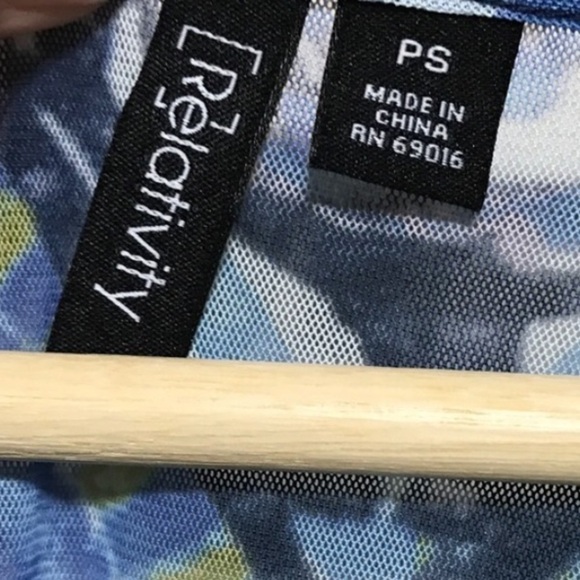 [Relativity
PS
MADE IN
CHINA
RN 69016